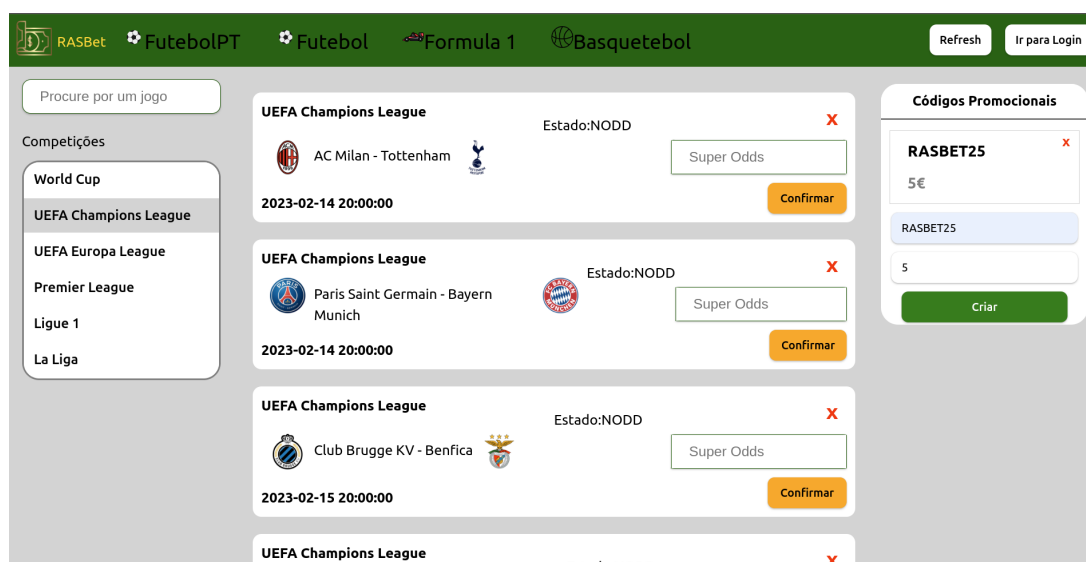 RASBet
FutebolPT
Futebol
Formula 1
Basquetebol
Refresh
Ir para Login
Procure por um jogo
Competições
World Cup
UEFA Champions League
UEFA Europa League
Premier League
Ligue 1
La Liga
UEFA Champions League
Estado:NODD
X
AC Milan - Tottenham
Super Odds
2023-02-14 20:00:00
Confirmar
UEFA Champions League
Estado:NODD
X
Paris Saint Germain - Bayern
Munich
Super Odds
2023-02-14 20:00:00
Confirmar
UEFA Champions League
Estado:NODD
X
Club Brugge KV - Benfica
Super Odds
2023-02-15 20:00:00
Confirmar
UEFA Champions League
X
Códigos Promocionais
RASBET25
x
5€
RASBET25
5
Criar